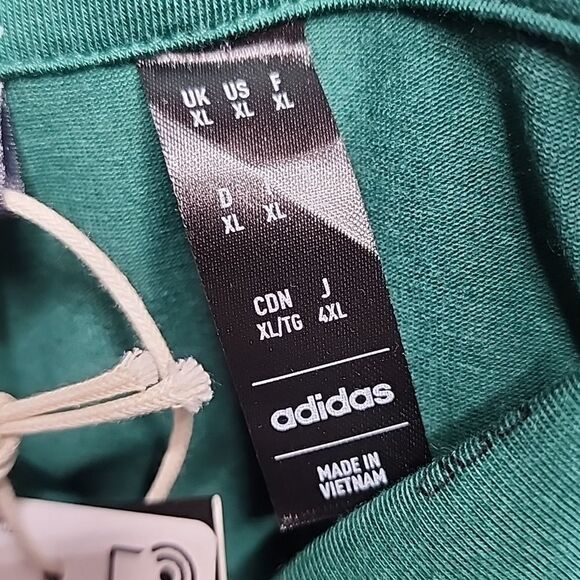 UK US F
XL XL XL
D
XL XL
CDN J
XL/TG 4XL
adidas
MADE IN
VIETNAM